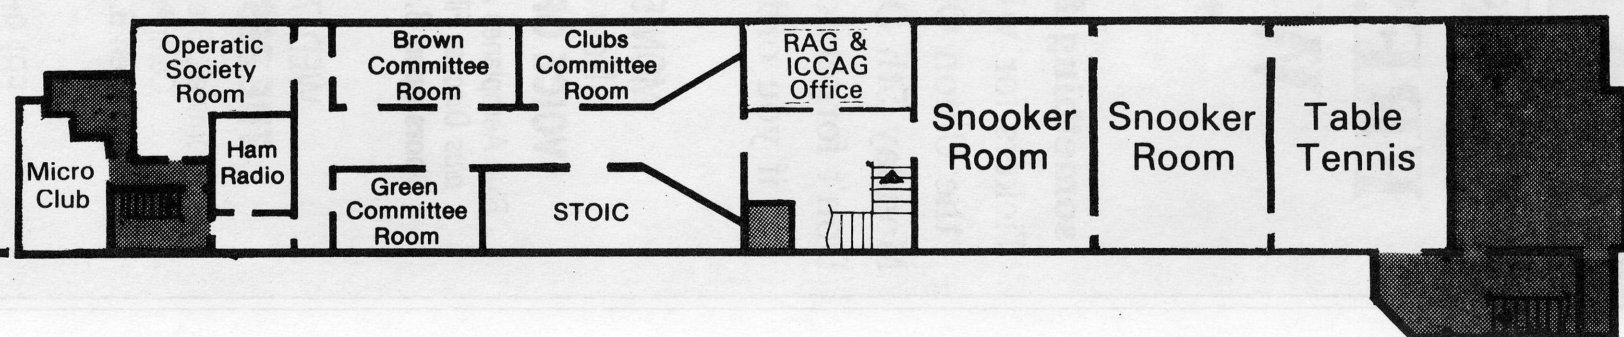 Operatic
Society
Room
Brown
Committee
Room
Clubs
Committee
Room
RAG &
ICCAG
Office
Snooker
Room
Snooker
Room
Table
Tennis
Micro
Club
Ham
Radio
Green
Committee
Room
STOIC